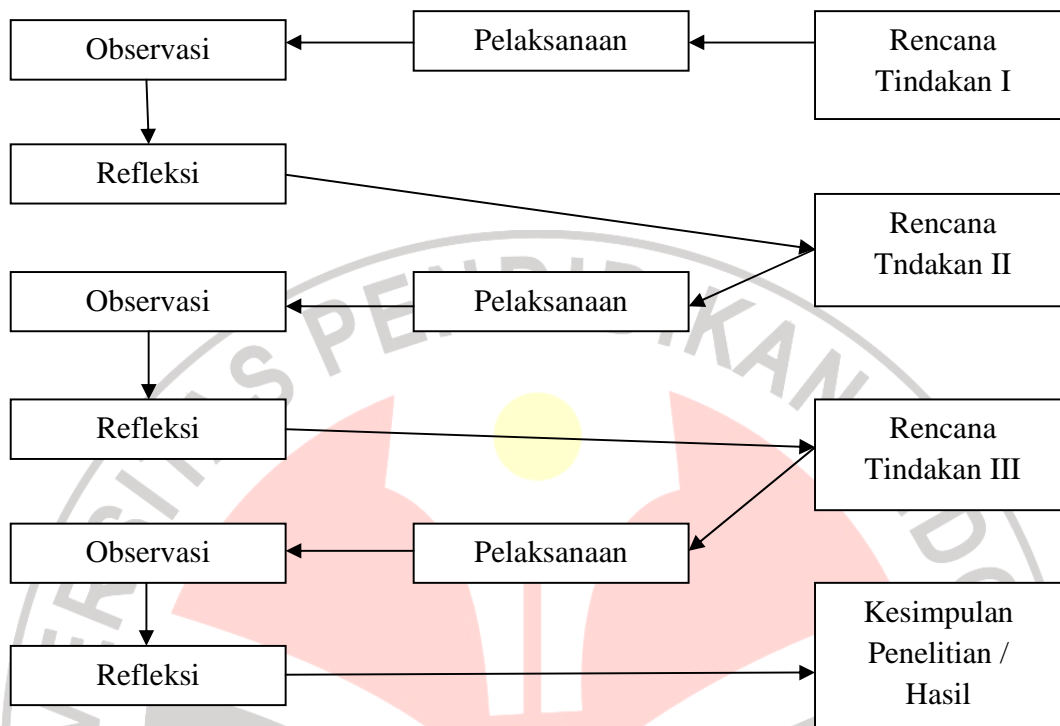 Observasi
Pelaksanaan
Rencana
Tindakan I
Refleksi
Rencana
Tndakan II
Observasi
Pelaksanaan
Refleksi
Rencana
Tindakan III
Observasi
Pelaksanaan
Refleksi
Kesimpulan
Penelitian /
Hasil
PENDIDIKAN